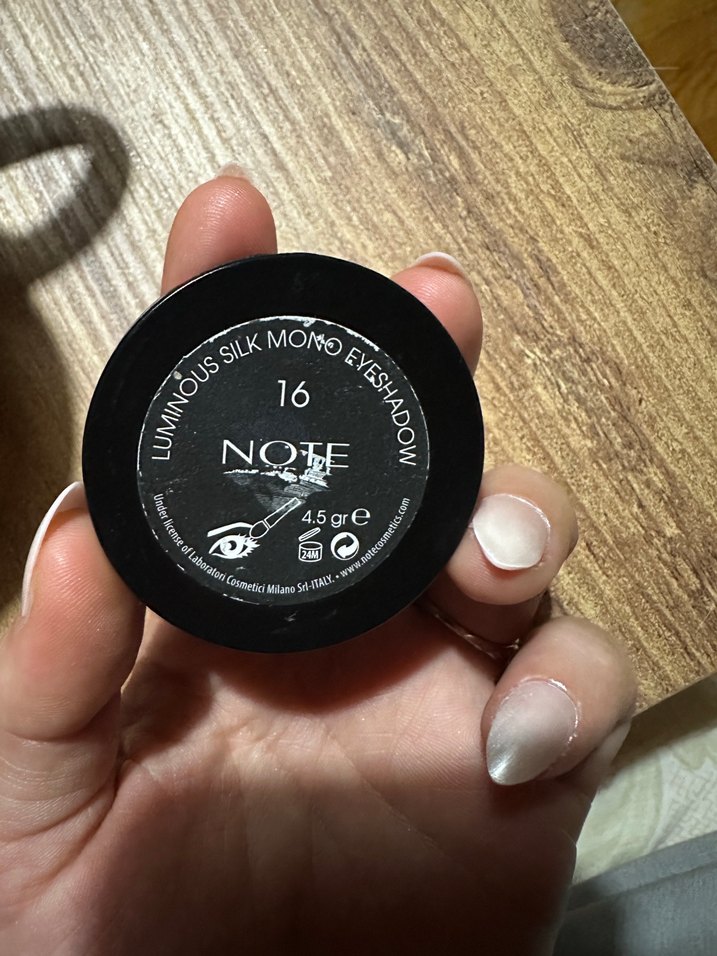 LUMINOUS SILK MONO EYESHADOW
16
NOTE
4.5 gr e
24M
Under license of Laboratori Cosmetici Milano Srl-ITALY. • www.notecosmetics.com